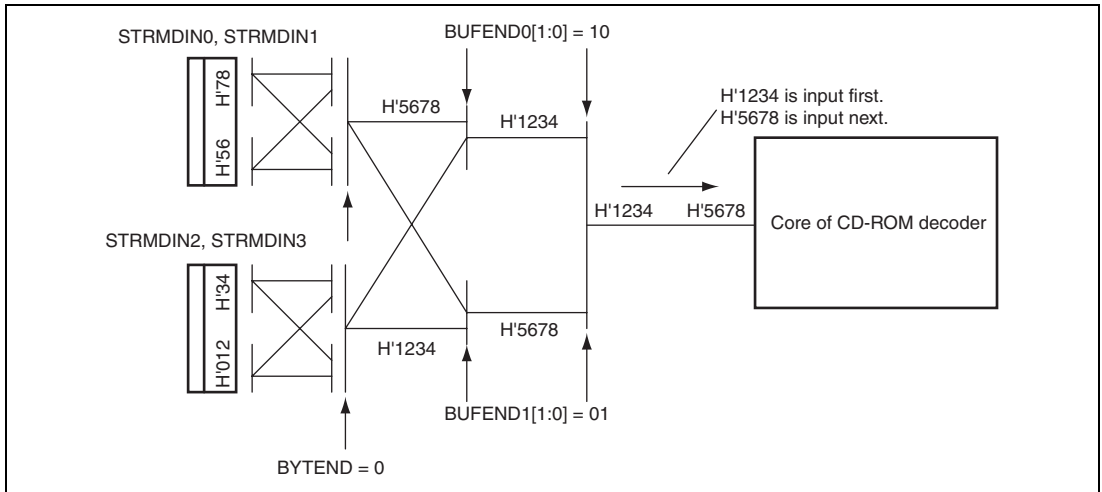 STRMDIN0, STRMDIN1
BUFEND0[1:0] = 10
H'78
H'56
H'5678
H'1234
H'1234 is input first.
H'5678 is input next.
H'1234
H'5678
Core of CD-ROM decoder
STRMDIN2, STRMDIN3
H'34
H'012
H'1234
H'5678
BUFEND1[1:0] = 01
BYTEND = 0